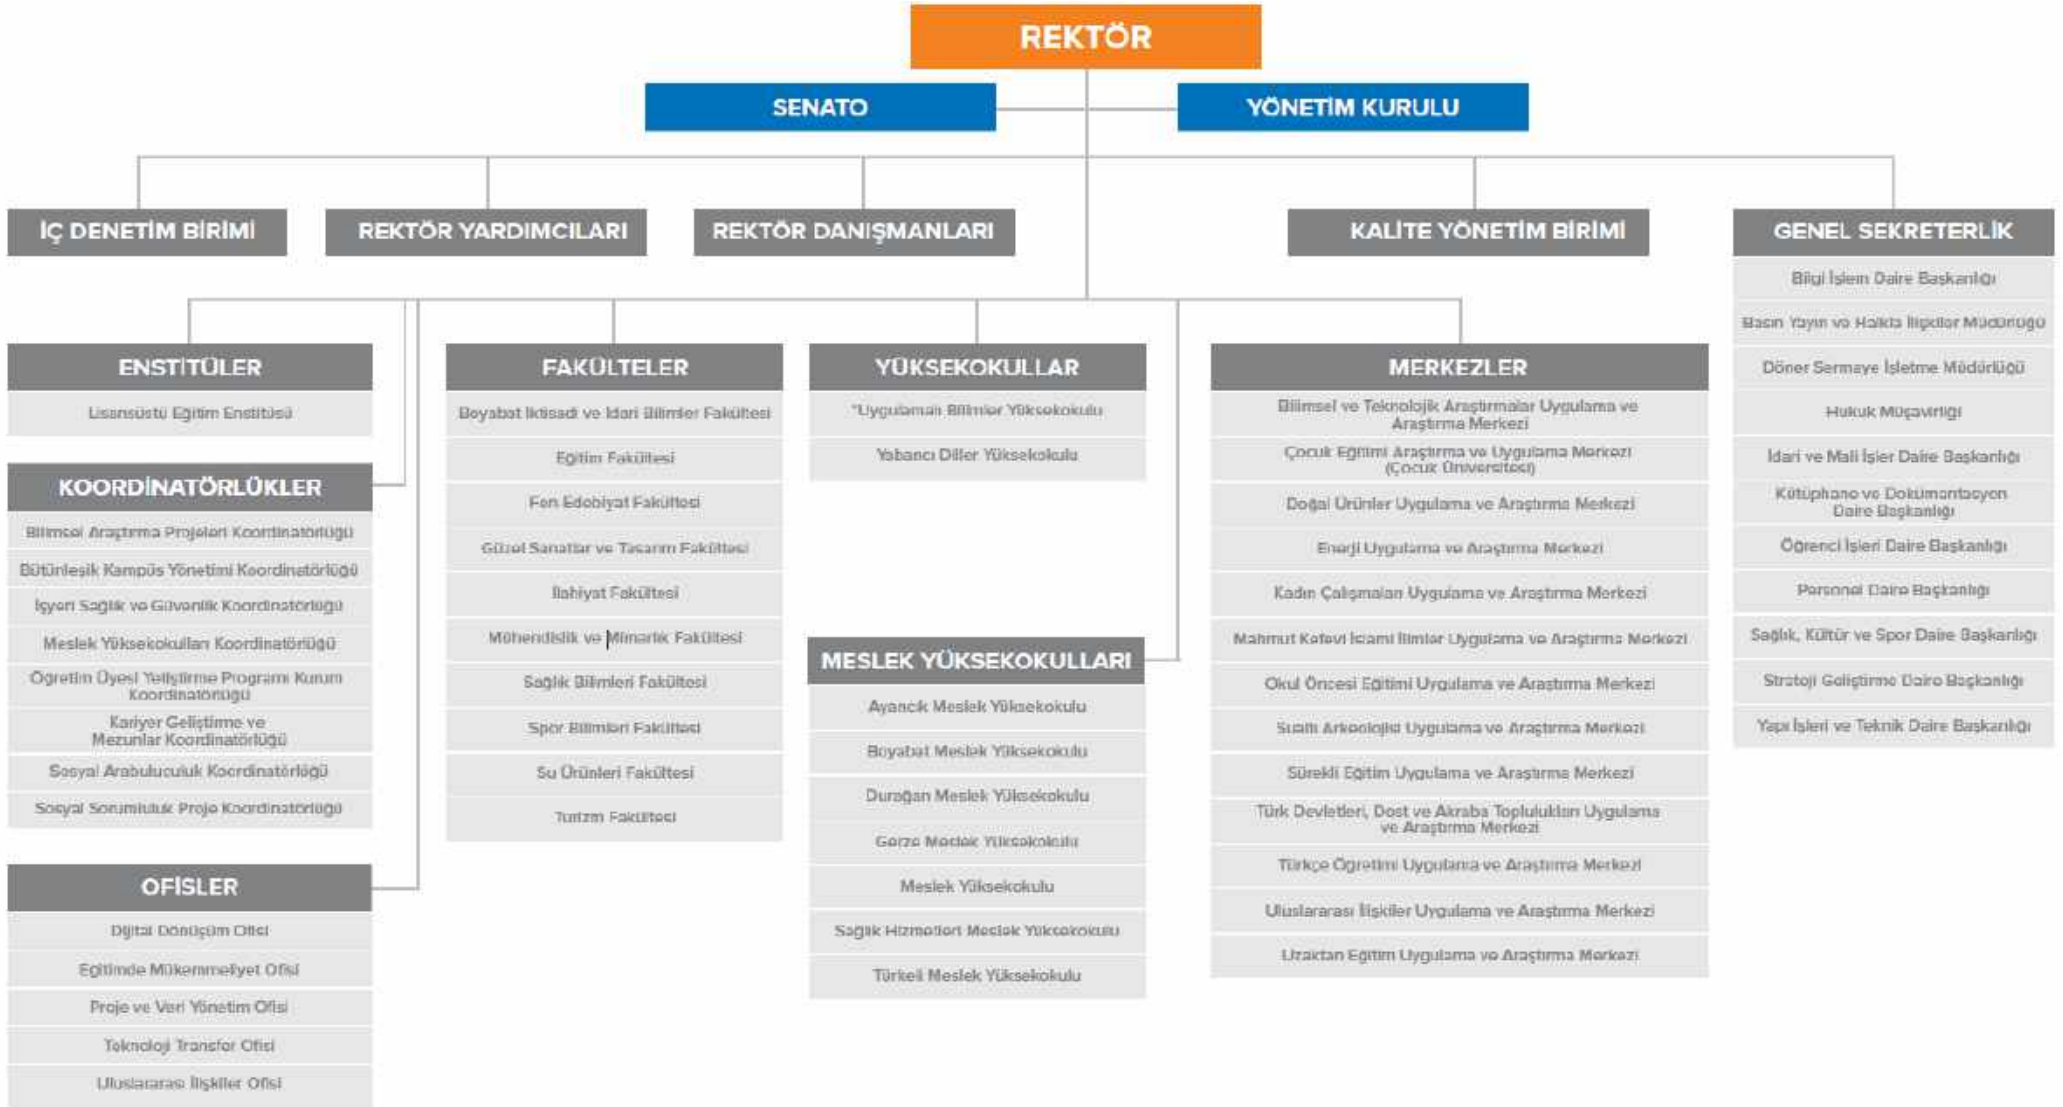 REKTÖR
SENATO
YÖNETİM KURULU
İÇ DENETİM BİRİMİ
REKTÖR YARDIMCILARI
REKTÖR DANIŞMANLARI
KALİTE YÖNETİM BİRİMİ
GENEL SEKRETERLİK
Bilgi İşlem Daire Başkanlığı
Basın Yayın ve Halkla İlişkiler Müdürlüğü
Döner Sermaye İşletme Müdürlüğü
Hukuk Müşavirliği
İdari ve Mali İşler Daire Başkanlığı
Kütüphane ve Dokümantasyon
Daire Başkanlığı
Öğrenci İşleri Daire Başkanlığı
Personel Daire Başkanlığı
Sağlık, Kültür ve Spor Daire Başkanlığı
Strateji Geliştirme Daire Başkanlığı
Yapı İşleri ve Teknik Daire Başkanlığı
ENSTİTÜLER
Lisansüstü Eğitim Enstitüsü
KOORDİNATÖRLÜKLER
Bilimsel Araştırma Projeleri Koordinatörlüğü
Bütünleşik Kampüs Yönetimi Koordinatörlüğü
İşyeri Sağlık ve Güvenlik Koordinatörlüğü
Meslek Yüksekokulları Koordinatörlüğü
Öğretim Üyesi Yetiştirme Programı Kurum
Koordinatörlüğü
Kariyer Geliştirme ve
Mezunlar Koordinatörlüğü
Sosyal Arabuluculuk Koordinatörlüğü
Sosyal Sorumluluk Proje Koordinatörlüğü
OFİSLER
Dijital Dönüşüm Ofisi
Eğitimde Mükemmeliyet Ofisi
Proje ve Veri Yönetim Ofisi
Teknoloji Transfer Ofisi
Uluslararası İlişkiler Ofisi
FAKÜLTELER
Boyabat İktisadi ve İdari Bilimler Fakültesi
Eğitim Fakültesi
Fen Edebiyat Fakültesi
Güzel Sanatlar ve Tasarım Fakültesi
İlahiyat Fakültesi
Mühendislik ve Mimarlık Fakültesi
Sağlık Bilimleri Fakültesi
Spor Bilimleri Fakültesi
Su Ürünleri Fakültesi
Turizm Fakültesi
YÜKSEKOKULLAR
*Uygulamalı Bilimler Yüksekokulu
Yabancı Diller Yüksekokulu
MESLEK YÜKSEKOKULLARI
Ayancık Meslek Yüksekokulu
Boyabat Meslek Yüksekokulu
Durağan Meslek Yüksekokulu
Gerze Meslek Yüksekokulu
Meslek Yüksekokulu
Sağlık Hizmetleri Meslek Yüksekokulu
Türkeli Meslek Yüksekokulu
MERKEZLER
Bilimsel ve Teknolojik Araştırmalar Uygulama ve
Araştırma Merkezi
Çocuk Eğitimi Araştırma ve Uygulama Merkezi
(Çocuk Üniversitesi)
Doğal Ürünler Uygulama ve Araştırma Merkezi
Enerji Uygulama ve Araştırma Merkezi
Kadın Çalışmaları Uygulama ve Araştırma Merkezi
Mahmut Kefevi İslami İlimler Uygulama ve Araştırma Merkezi
Okul Öncesi Eğitimi Uygulama ve Araştırma Merkezi
Sualtı Arkeolojisi Uygulama ve Araştırma Merkezi
Sürekli Eğitim Uygulama ve Araştırma Merkezi
Türk Devletleri, Dost ve Akraba Toplulukları Uygulama
ve Araştırma Merkezi
Türkçe Öğretimi Uygulama ve Araştırma Merkezi
Uluslararası İlişkiler Uygulama ve Araştırma Merkezi
Uzaktan Eğitim Uygulama ve Araştırma Merkezi